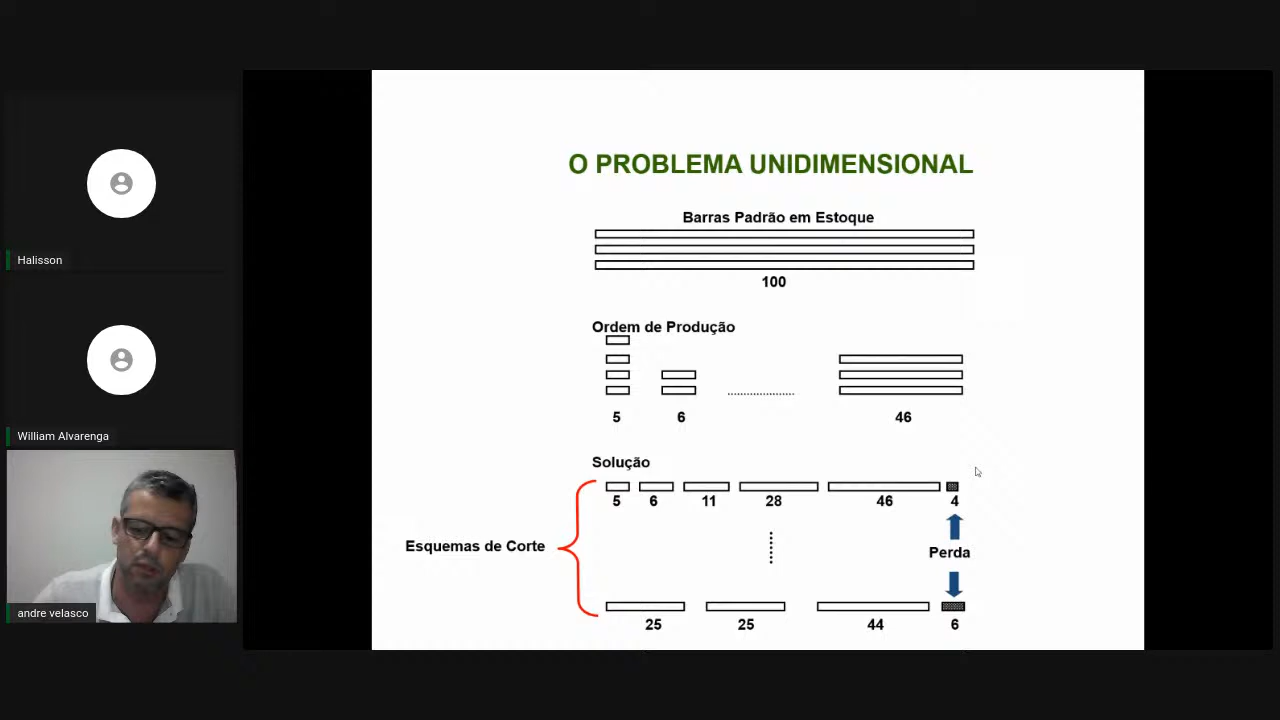 Halisson
William Alvarenga
andre velasco
O PROBLEMA UNIDIMENSIONAL
Barras Padrão em Estoque
100
Ordem de Produção
5 6 46
Solução
5 6 11 28 46 4
Esquemas de Corte
Perda
25 25 44 6